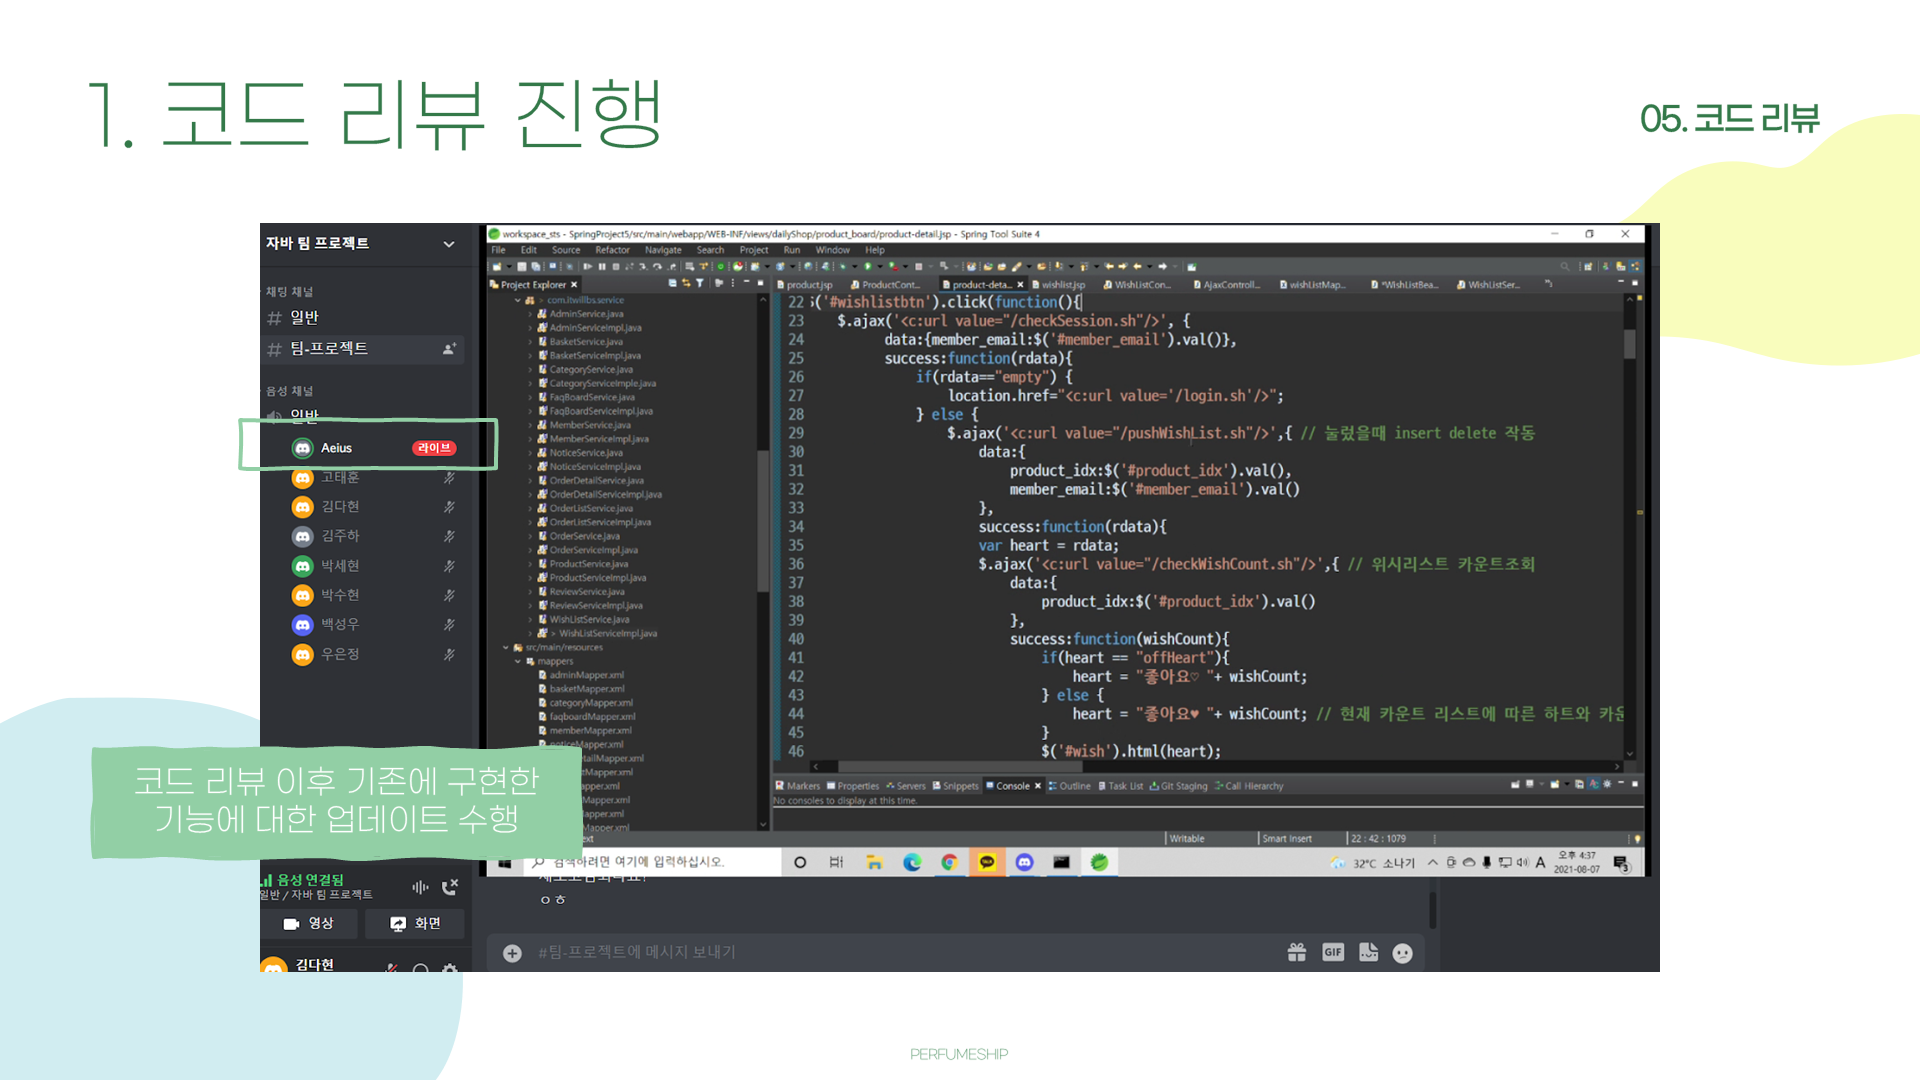 1. 코드 리뷰 진행
05. 코드 리뷰
자바 팀 프로젝트
채팅 채널
# 일반
# 팀-프로젝트
음성 채널
일반
Aeius 라이브
고태훈
김다현
김주하
박세현
박수현
백성우
우은정
코드 리뷰 이후 기존에 구현한
기능에 대한 업데이트 수행
음성 연결됨
일반 / 자바 팀 프로젝트
영상 화면
김다현
workspace_sts - SpringProject5/src/main/webapp/WEB-INF/views/dailyShop/product_board/product-detail.jsp - Spring Tool Suite 4
File Edit Source Refactor Navigate Search Project Run Window Help
Project Explorer
com.itwillbs.service
AdminService.java
AdminServiceImpl.java
BasketService.java
BasketServiceImpl.java
CategoryService.java
CategoryServiceImple.java
FaqBoardService.java
FaqBoardServiceImpl.java
MemberService.java
MemberServiceImpl.java
NoticeService.java
NoticeServiceImpl.java
OrderDetailService.java
OrderDetailServiceImpl.java
OrderListService.java
OrderListServiceImpl.java
OrderService.java
OrderServiceImpl.java
ProductService.java
ProductServiceImpl.java
ReviewService.java
ReviewServiceImpl.java
WishListService.java
> WishListServiceImpl.java
src/main/resources
mappers
adminMapper.xml
basketMapper.xml
categoryMapper.xml
faqboardMapper.xml
memberMapper.xml
noticeMapper.xml
product.jsp ProductCont... product-deta... wishlist.jsp WishListCon... AjaxControll... wishListMap... *WishListBea... WishListSer...
22 $('#wishlistbtn').click(function(){
23 $.ajax('<c:url value="/checkSession.sh"/>', {
24 data:{member_email:$('#member_email').val()},
25 success:function(rdata){
26 if(rdata=="empty") {
27 location.href="<c:url value='/login.sh'/>";
28 } else {
29 $.ajax('<c:url value="/pushWishList.sh"/>',{ // 눌렀을때 insert delete 작동
30 data:{
31 product_idx:$('#product_idx').val(),
32 member_email:$('#member_email').val()
33 },
34 success:function(rdata){
35 var heart = rdata;
36 $.ajax('<c:url value="/checkWishCount.sh"/>',{ // 위시리스트 카운트조회
37 data:{
38 product_idx:$('#product_idx').val()
39 },
40 success:function(wishCount){
41 if(heart == "offHeart"){
42 heart = "좋아요♡ "+ wishCount;
43 } else {
44 heart = "좋아요♥ "+ wishCount; // 현재 카운트 리스트에 따른 하트와 카운
45 }
46 $('#wish').html(heart);
Markers Properties Servers Snippets Console Outline Task List Git Staging Call Hierarchy
No consoles to display at this time.
Writable Smart Insert 22 : 42 : 1079
검색하려면 여기에 입력하십시오.
32°C 소나기 A 오후 4:37
2021-08-07
3
ㅇㅎ
#팀-프로젝트에 메시지 보내기
GIF
PERFUMESHIP